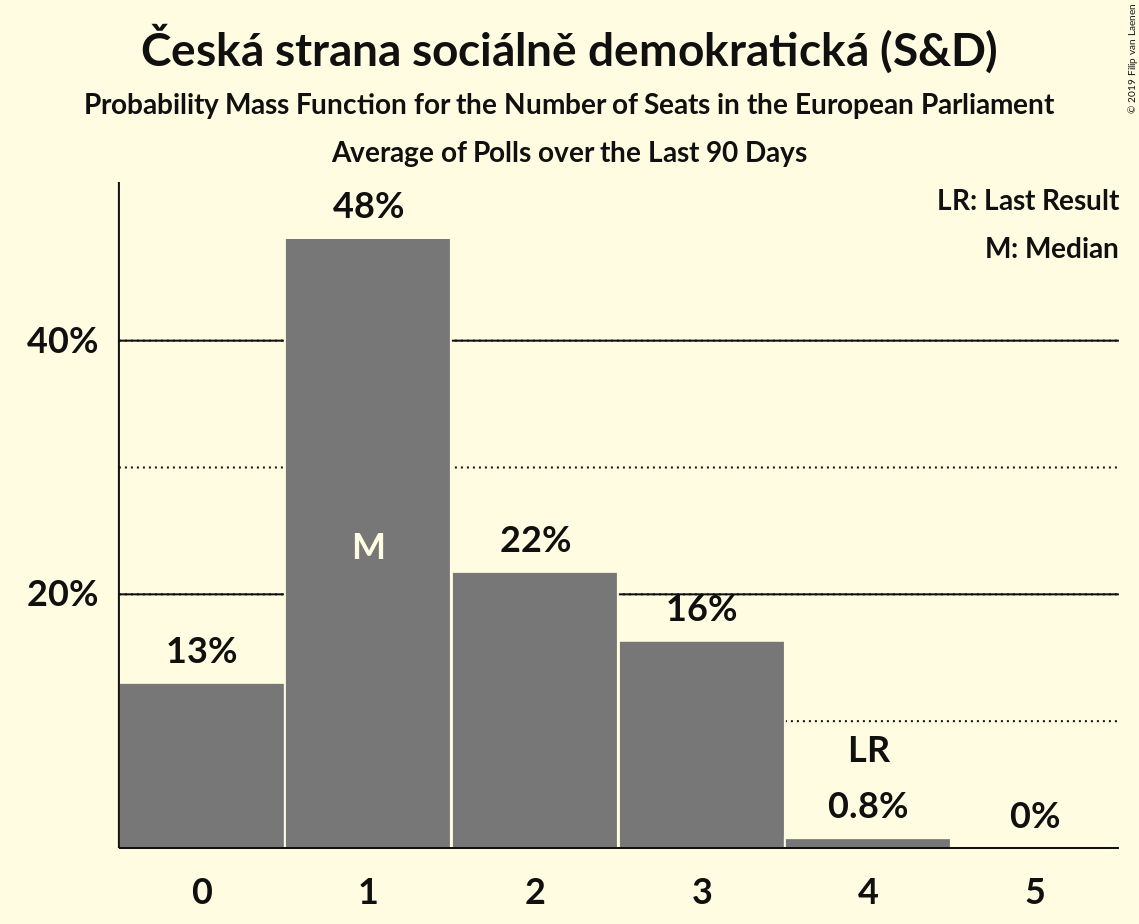 Česká strana sociálně demokratická (S&D)
Probability Mass Function for the Number of Seats in the European Parliament
Average of Polls over the Last 90 Days
© 2019 Filip van Laenen
LR: Last Result
M: Median
48%
40%
M
22%
20%
16%
13%
LR
0.8%
0%
0 1 2 3 4 5